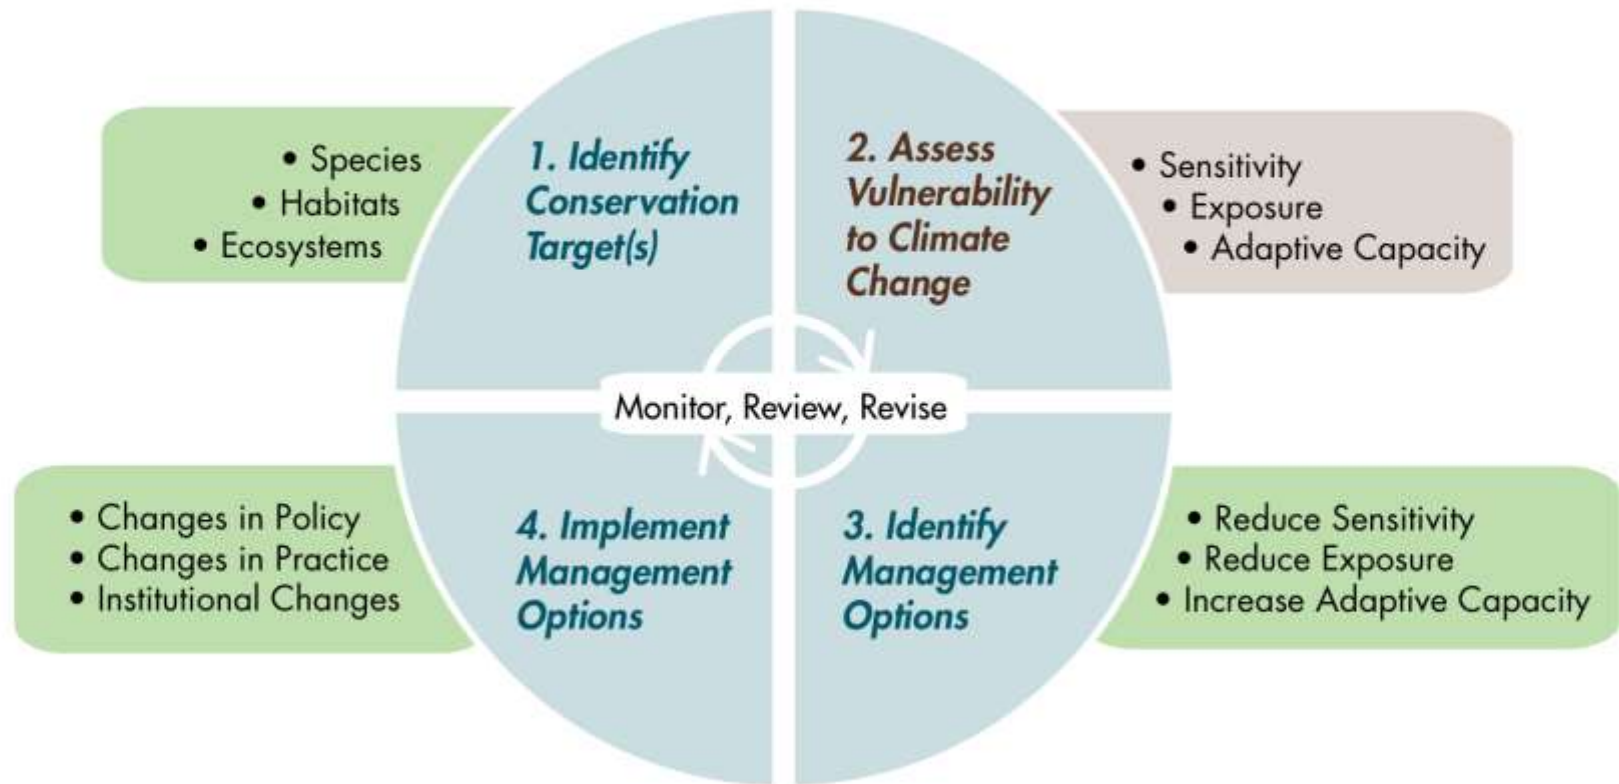 • Species
• Habitats
• Ecosystems
1. Identify
Conservation
Target(s)
2. Assess
Vulnerability
to Climate
Change
• Sensitivity
• Exposure
• Adaptive Capacity
Monitor, Review, Revise
• Changes in Policy
• Changes in Practice
• Institutional Changes
4. Implement
Management
Options
3. Identify
Management
Options
• Reduce Sensitivity
• Reduce Exposure
• Increase Adaptive Capacity